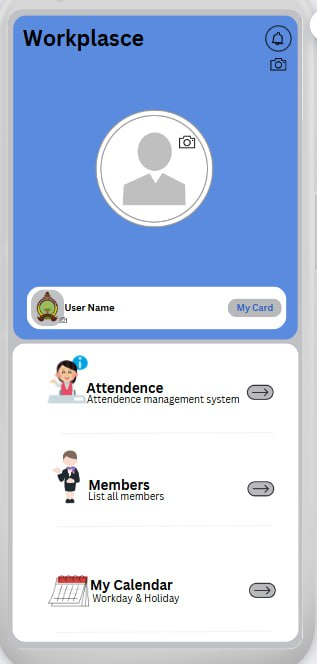 Workplasce
User Name
My Card
Attendence
Attendence management system
Members
List all members
My Calendar
Workday & Holiday